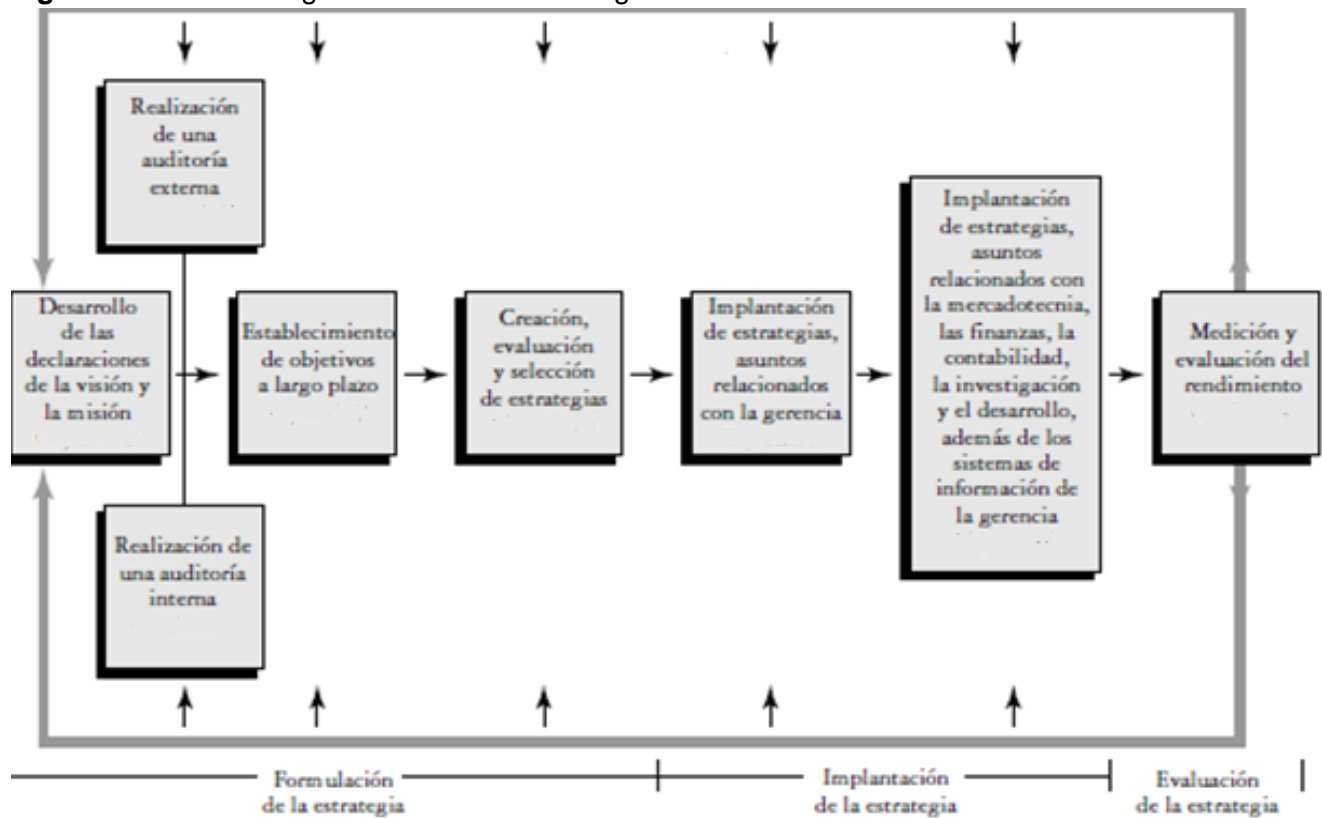 Realización
de una
auditoría
externa
Desarrollo
de las
declaraciones
de la visión y
la misión
Realización de
una auditoría
interna
Establecimiento
de objetivos
a largo plazo
Creación,
evaluación
y selección
de estrategias
Implantación
de estrategias,
asuntos
relacionados
con la gerencia
Implantación
de estrategias,
asuntos
relacionados con
la mercadotecnia,
las finanzas, la
contabilidad,
la investigación
y el desarrollo,
además de los
sistemas de
información de
la gerencia
Medición y
evaluación del
rendimiento
Formulación
de la estrategia
Implantación
de la estrategia
Evaluación
de la estrategia